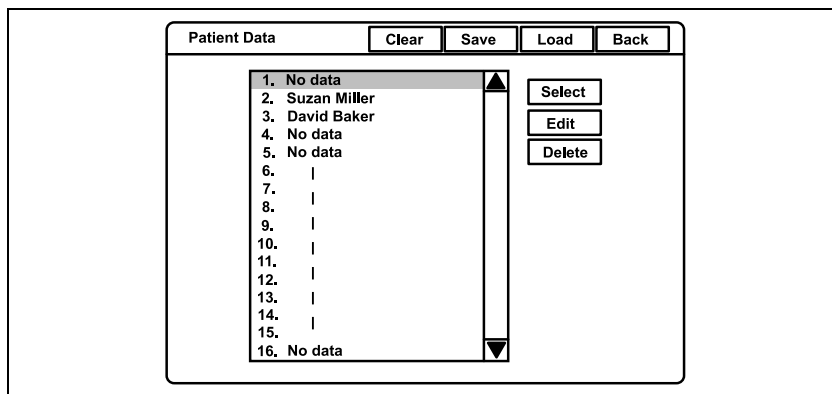 Patient Data Clear Save Load Back
1. No data
2. Suzan Miller
3. David Baker
4. No data
5. No data
6.
7.
8.
9.
10.
11.
12.
13.
14.
15.
16. No data
Select
Edit
Delete